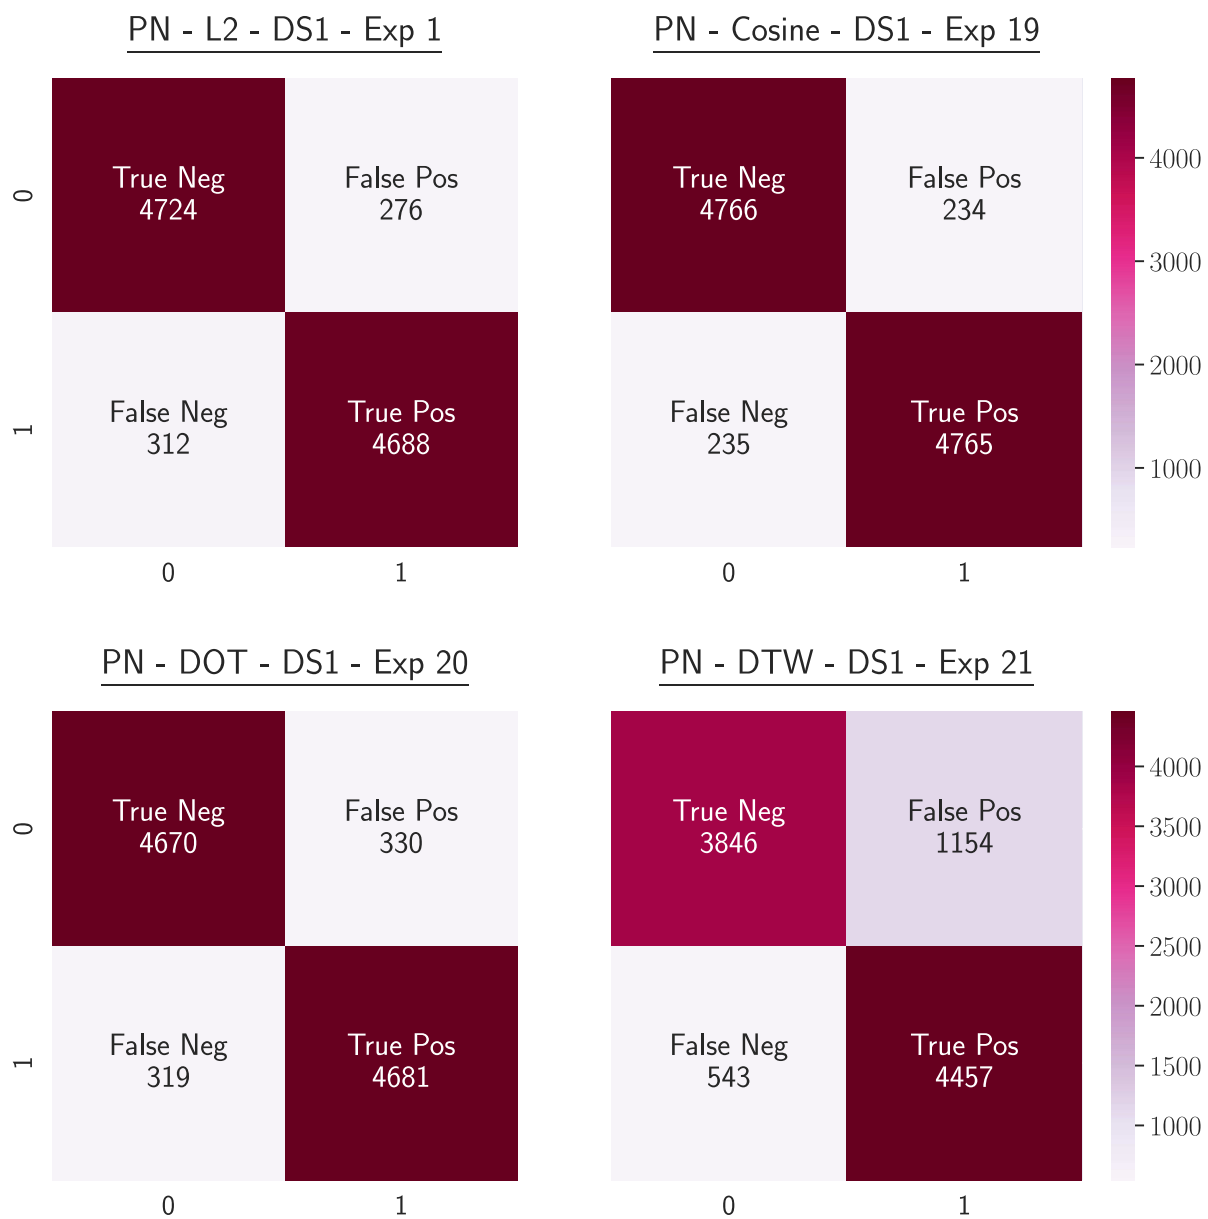 PN - L2 - DS1 - Exp 1
PN - Cosine - DS1 - Exp 19
0
True Neg
4724
False Pos
276
True Neg
4766
False Pos
234
1
False Neg
312
True Pos
4688
False Neg
235
True Pos
4765
0
1
0
1
4000
3000
2000
1000
PN - DOT - DS1 - Exp 20
PN - DTW - DS1 - Exp 21
0
True Neg
4670
False Pos
330
True Neg
3846
False Pos
1154
1
False Neg
319
True Pos
4681
False Neg
543
True Pos
4457
0
1
0
1
4000
3500
3000
2500
2000
1500
1000